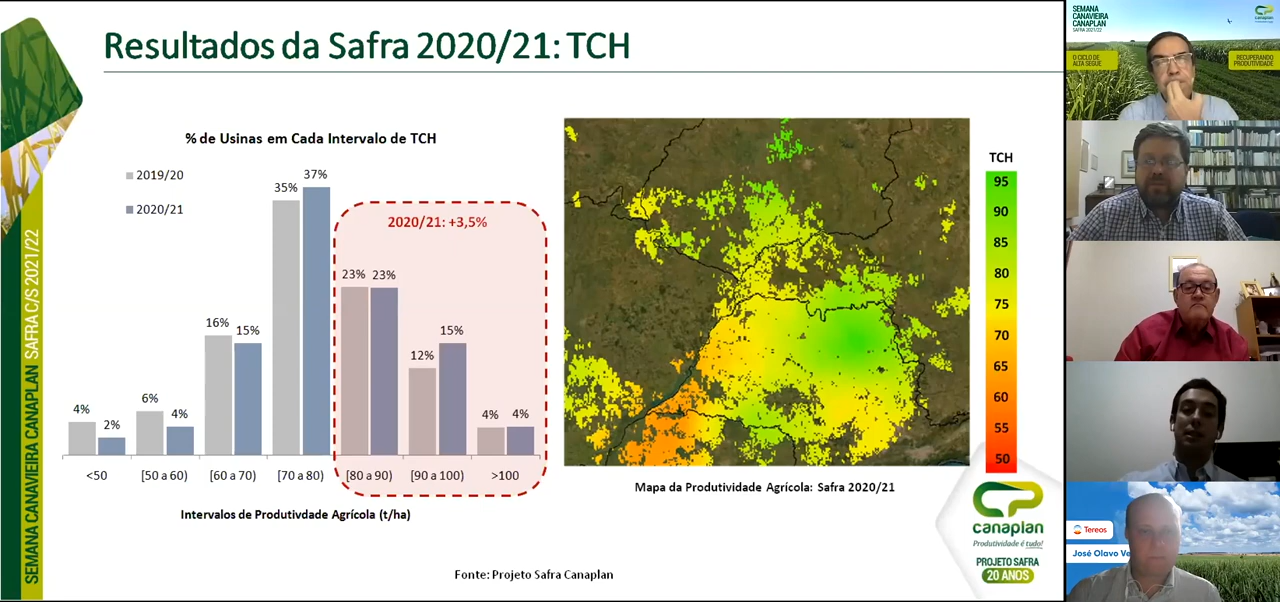 Resultados da Safra 2020/21: TCH
SEMANA CANAVIEIRA CANAPLAN SAFRA C/S 2021/22
% de Usinas em Cada Intervalo de TCH
2019/20
2020/21
2020/21: +3,5%
4%
2%
6%
4%
16%
15%
35%
37%
23%
23%
12%
15%
4%
4%
<50
[50 a 60)
[60 a 70)
[70 a 80)
[80 a 90)
[90 a 100)
>100
Intervalos de Produtivdade Agrícola (t/ha)
TCH
95
90
85
80
75
70
65
60
55
50
Mapa da Produtividade Agrícola: Safra 2020/21
canaplan
Produtividade é tudo!
PROJETO SAFRA
20 ANOS
Fonte: Projeto Safra Canaplan
SEMANA
CANAVIEIRA
CANAPLAN
SAFRA 2021/22
canaplan
O CICLO DE
ALTA SEGUE
RECUPERANDO
PRODUTIVIDADE
Tereos
José Olavo